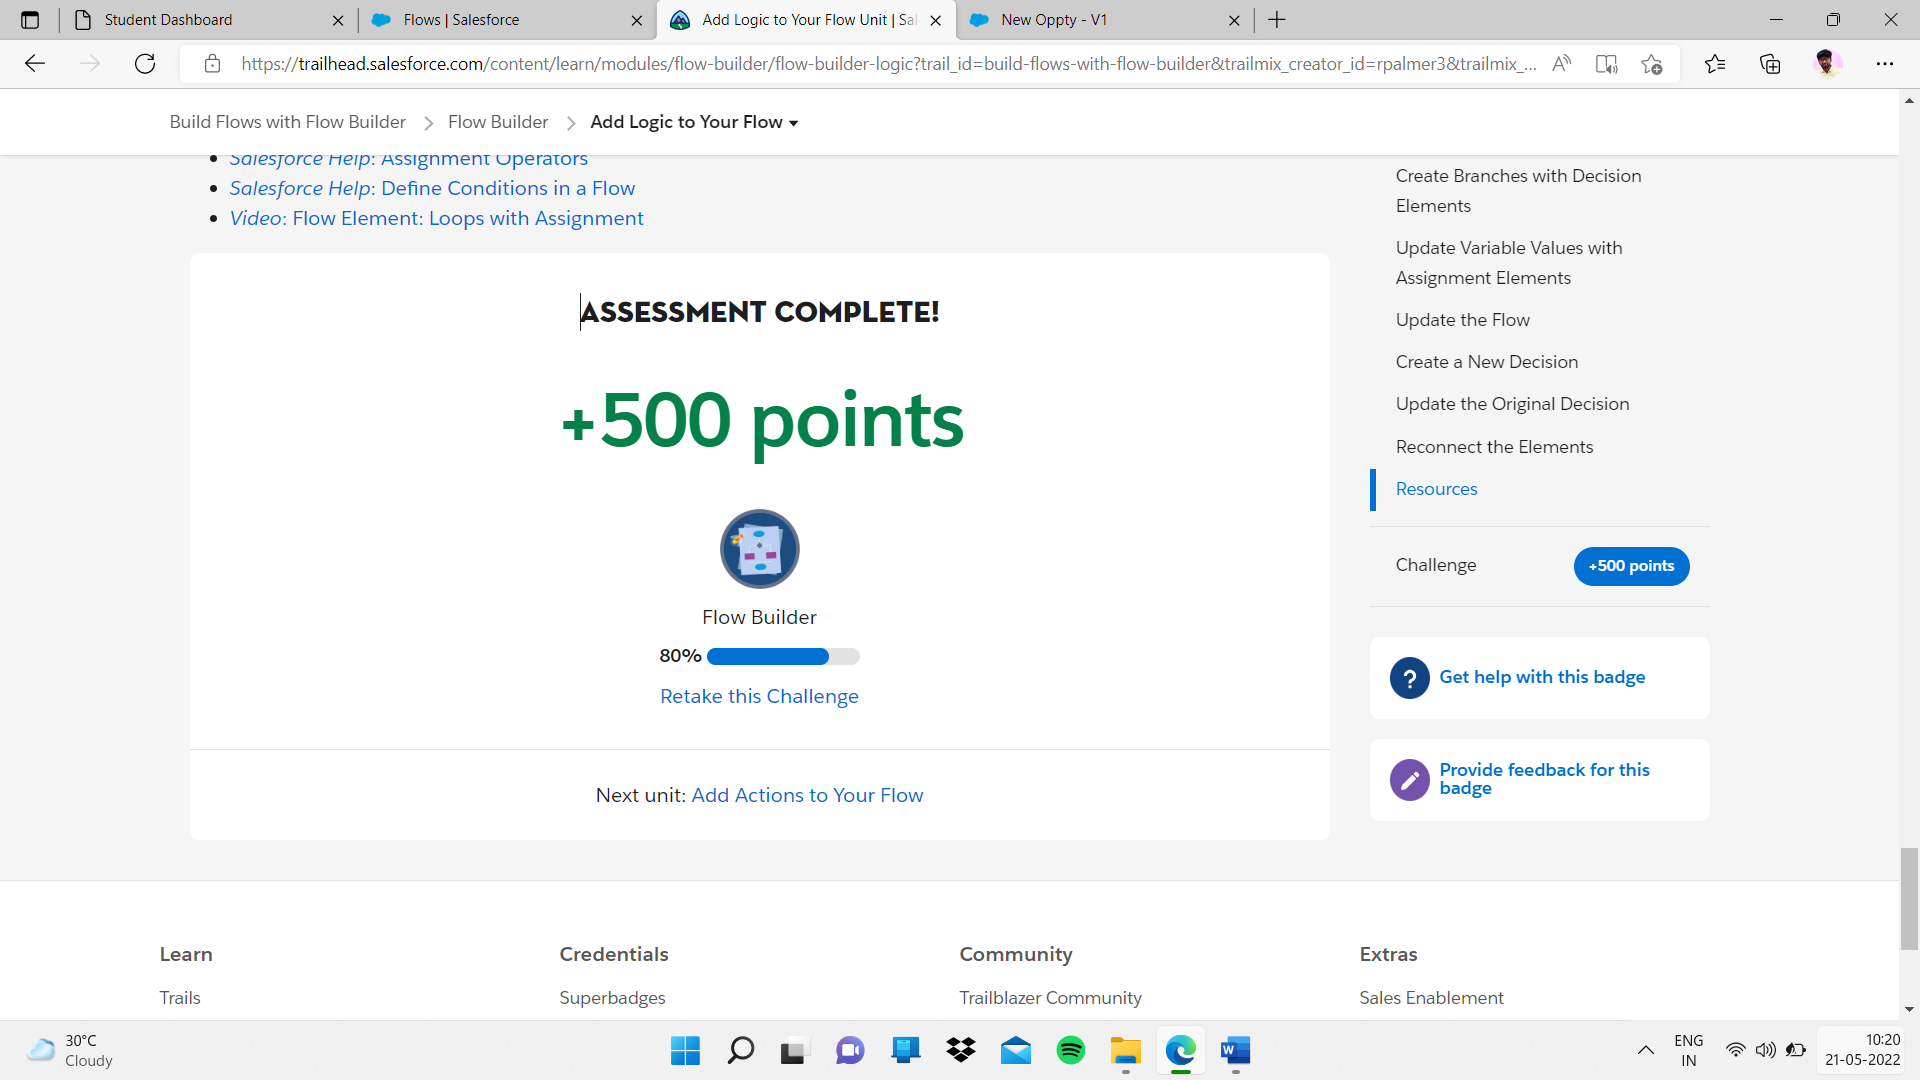 Student Dashboard
Flows | Salesforce
Add Logic to Your Flow Unit | Sal
New Oppty - V1
https://trailhead.salesforce.com/content/learn/modules/flow-builder/flow-builder-logic?trail_id=build-flows-with-flow-builder&trailmix_creator_id=rpalmer3&trailmix_...
Build Flows with Flow Builder
Flow Builder
Add Logic to Your Flow
Salesforce Help: Assignment Operators
Salesforce Help: Define Conditions in a Flow
Video: Flow Element: Loops with Assignment
ASSESSMENT COMPLETE!
+500 points
Flow Builder
80%
Retake this Challenge
Next unit: Add Actions to Your Flow
Create Branches with Decision
Elements
Update Variable Values with
Assignment Elements
Update the Flow
Create a New Decision
Update the Original Decision
Reconnect the Elements
Resources
Challenge
+500 points
Get help with this badge
Provide feedback for this
badge
Learn
Credentials
Community
Extras
Trails
Superbadges
Trailblazer Community
Sales Enablement
30°C
Cloudy
ENG
IN
10:20
21-05-2022